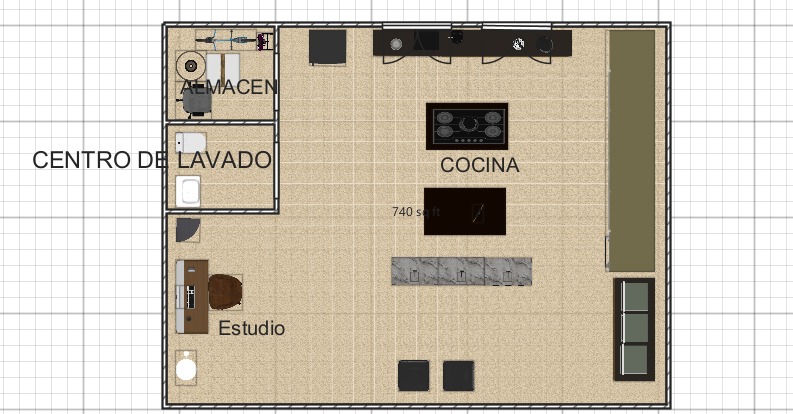 ALMACEN
CENTRO DE LAVADO
COCINA
740 sq ft
Estudio